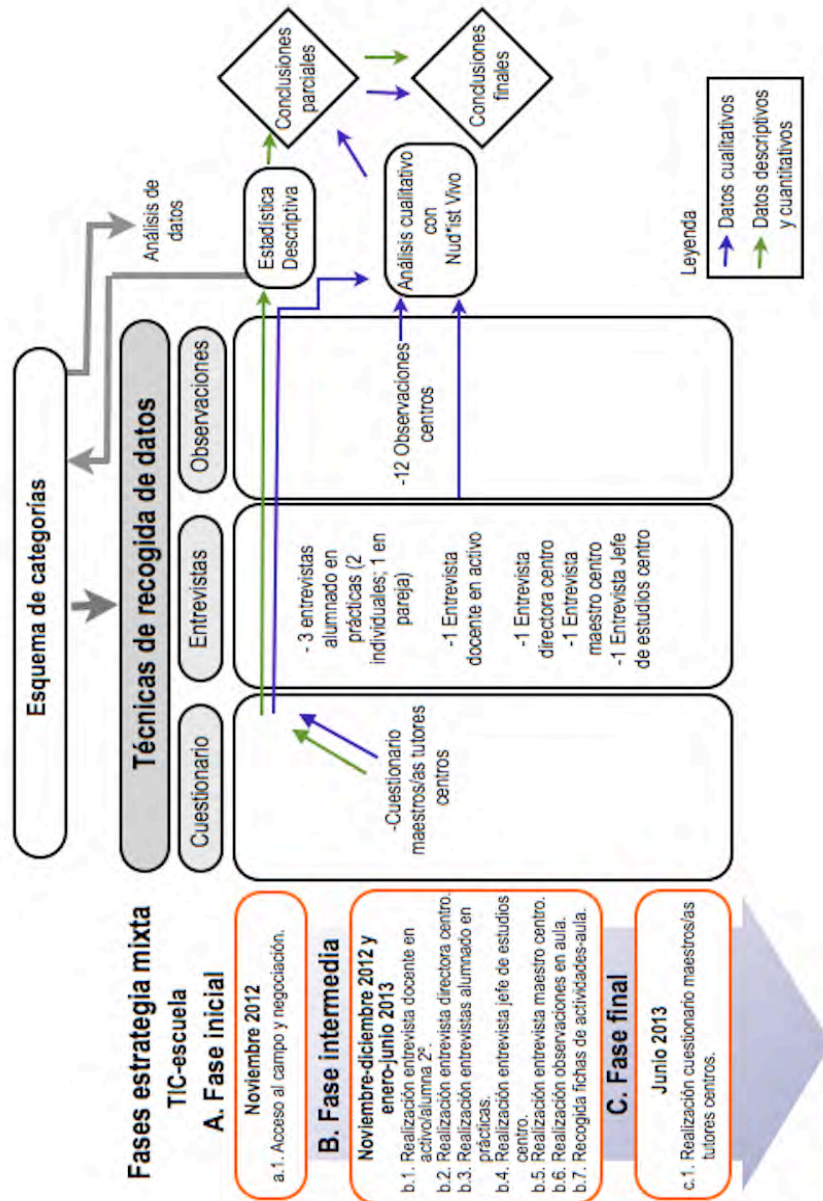 Esquema de categorías
Fases estrategia mixta
TIC-escuela
A. Fase inicial
Noviembre 2012
a.1. Acceso al campo y negociación.
B. Fase intermedia
Noviembre-diciembre 2012 y
enero-junio 2013
b.1. Realización entrevista docente en
activo/alumna 2º.
b.2. Realización entrevista directora centro.
b.3. Realización entrevistas alumnado en
prácticas.
b.4. Realización entrevista jefe de estudios
centro.
b.5. Realización entrevista maestro centro.
b.6. Realización observaciones en aula.
b.7. Recogida fichas de actividades-aula.
C. Fase final
Junio 2013
c.1. Realización cuestionario maestros/as
tutores centros.
Técnicas de recogida de datos
Cuestionario
Entrevistas
Observaciones
-Cuestionario
maestros/as tutores
centros
- 3 entrevistas
alumnado en
prácticas (2
individuales; 1 en
pareja)
-1 Entrevista
docente en activo
-1 Entrevista
directora centro
-1 Entrevista
maestro centro
-1 Entrevista Jefe
de estudios centro
-12 Observaciones
centros
Análisis de
datos
Estadística
Descriptiva
Análisis cualitativo
con
Nud*ist Vivo
Conclusiones
parciales
Conclusiones
finales
Leyenda
Datos cualitativos
Datos descriptivos
y cuantitativos